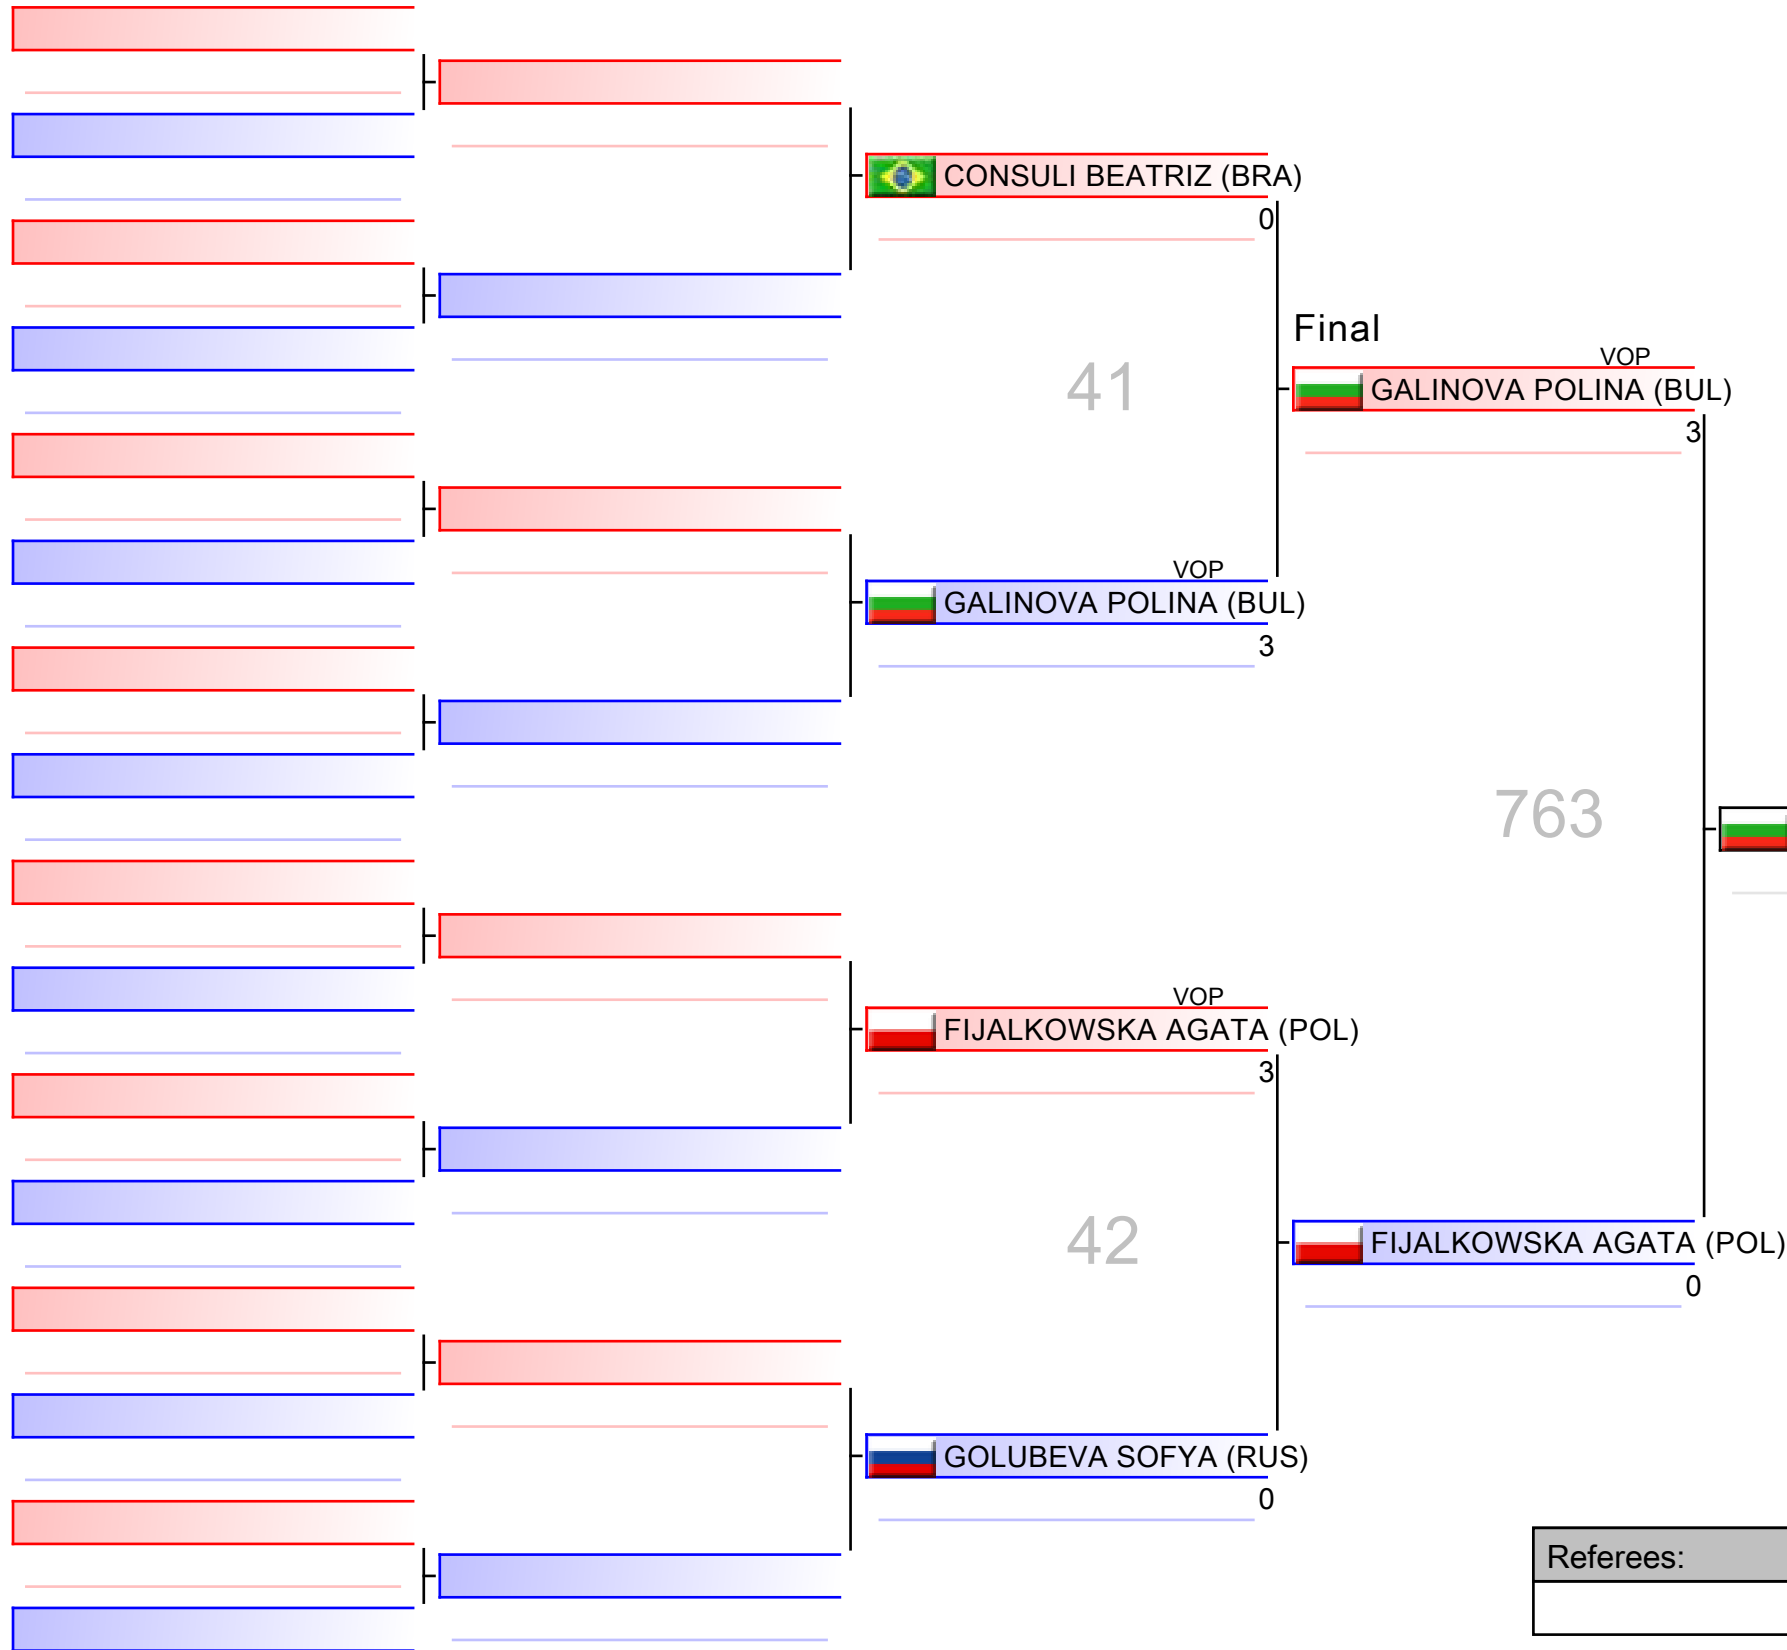 CONSULI BEATRIZ (BRA)
0
41
Final
VOP
GALINOVA POLINA (BUL)
3
VOP
GALINOVA POLINA (BUL)
3
763
VOP
FIJALKOWSKA AGATA (POL)
3
42
FIJALKOWSKA AGATA (POL)
0
GOLUBEVA SOFYA (RUS)
0
Referees: